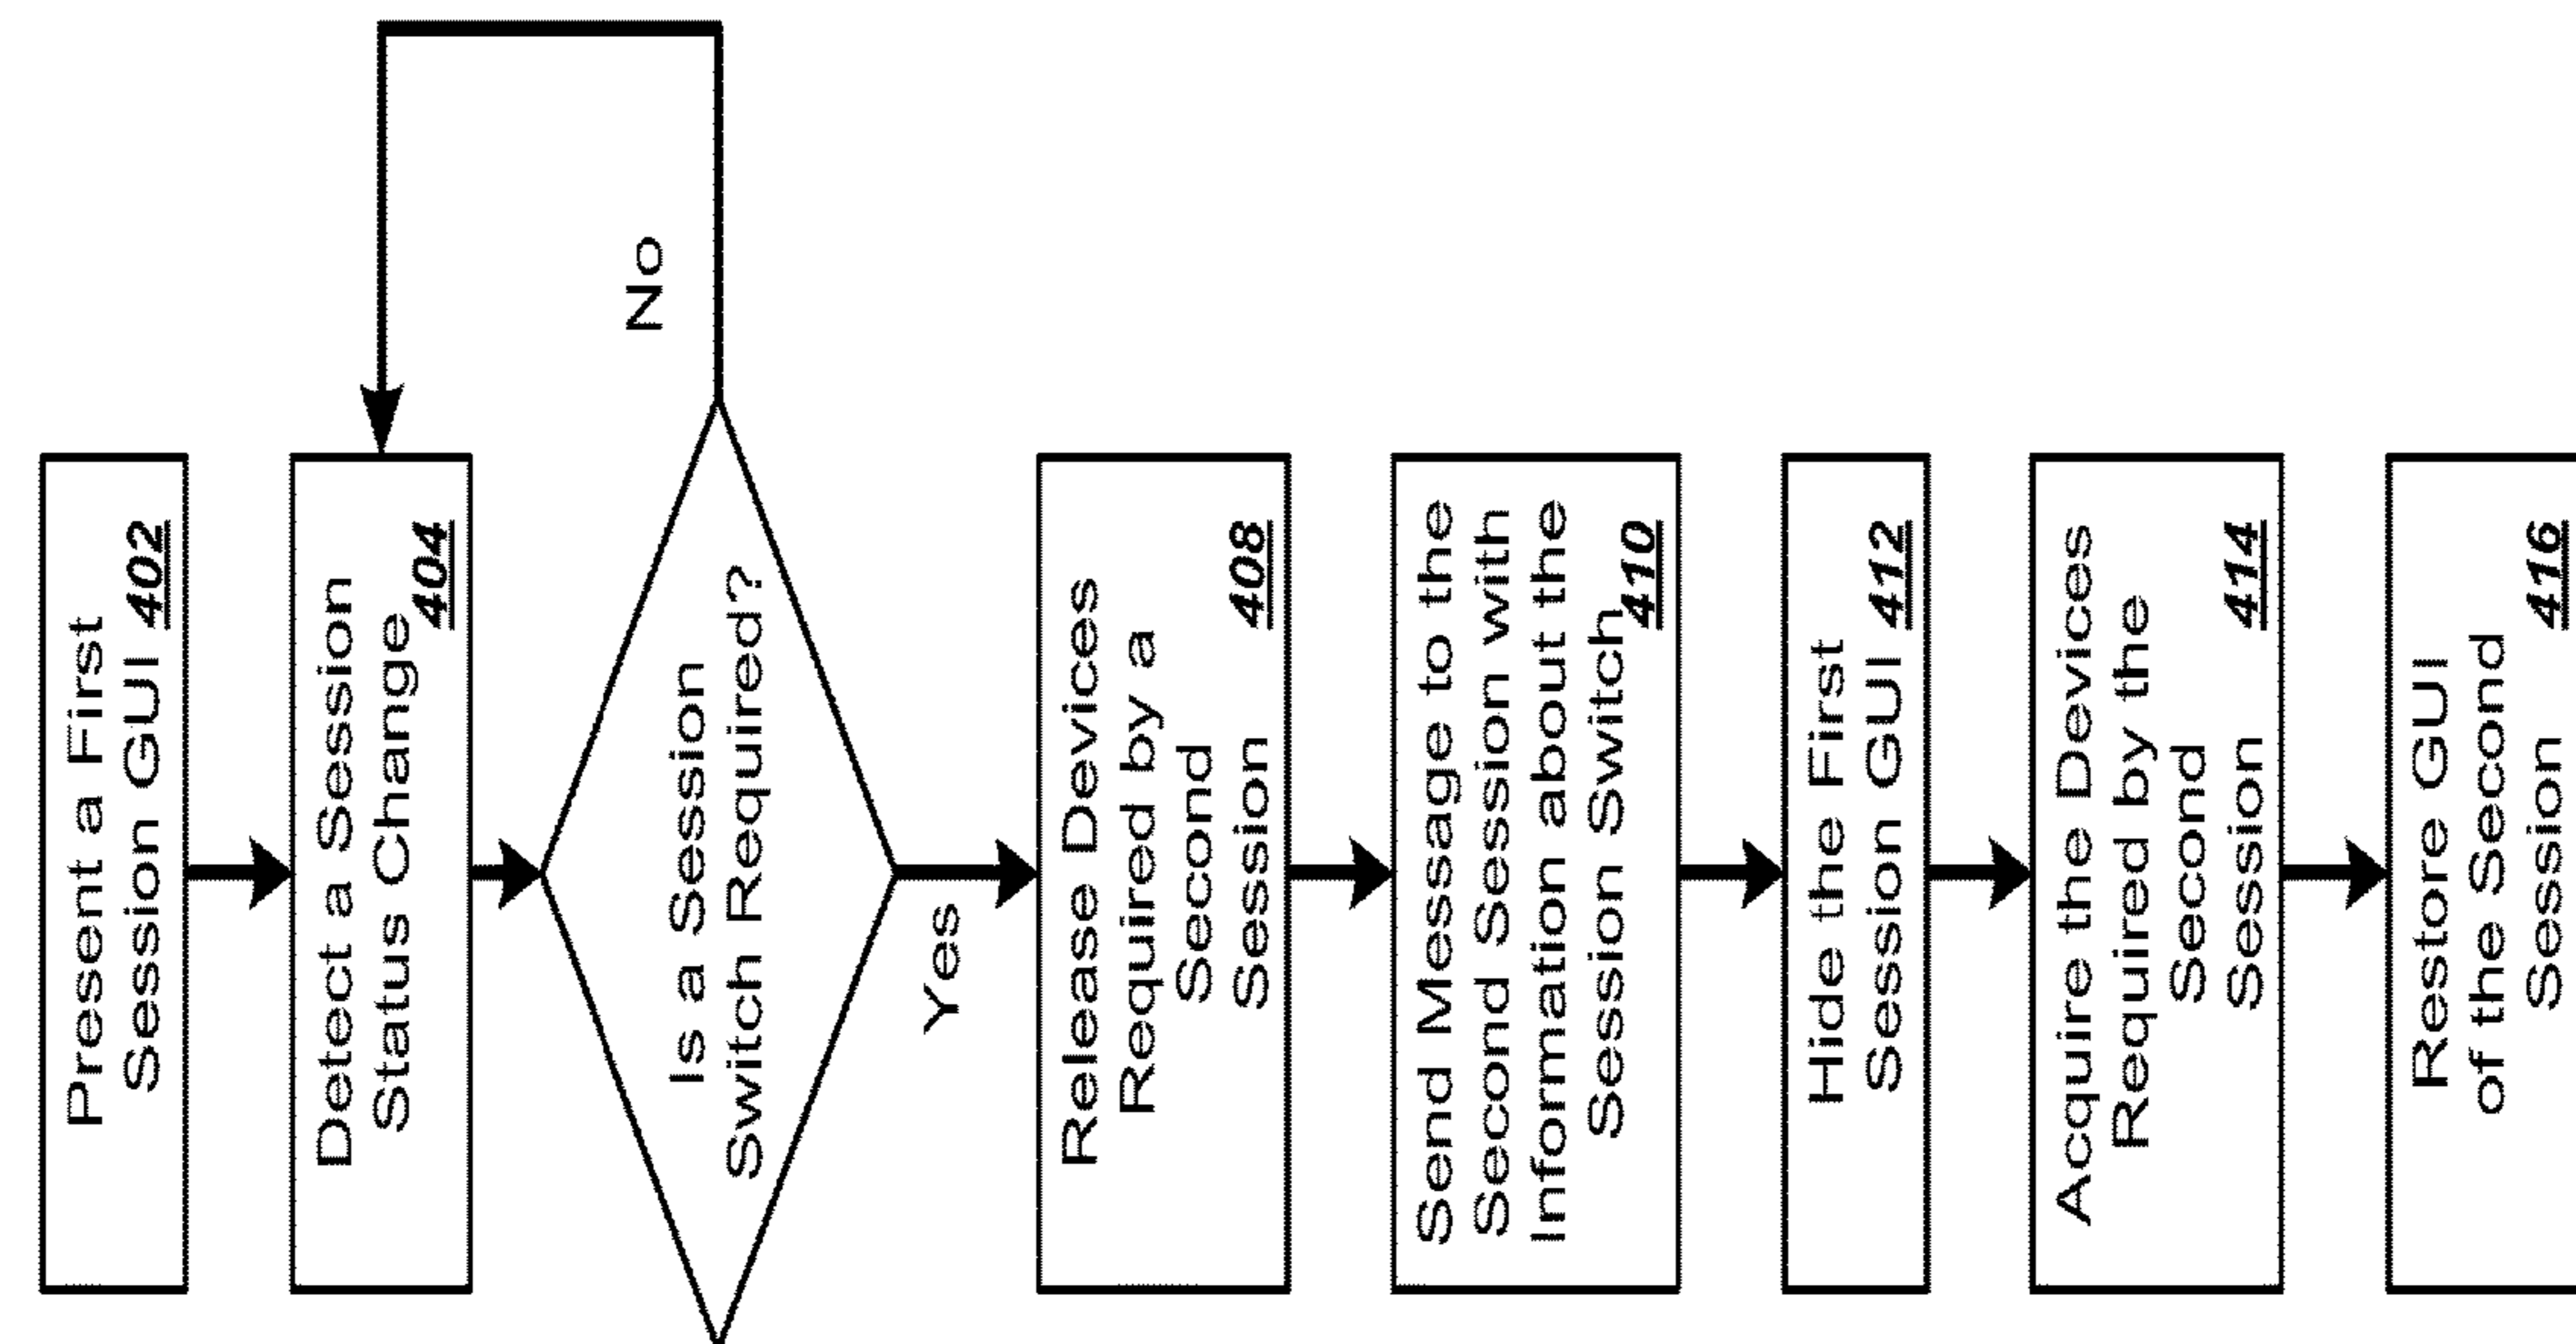 Present a First
Session GUI 402
Detect a Session
Status Change
404
No
Is a Session
Switch Required?
Yes
Release Devices
Required by a
Second
Session 408
Send Message to the
Second Session with
Information about the
Session Switch
410
Hide the First
Session GUI 412
Acquire the Devices
Required by the
Second
Session 414
Restore GUI
of the Second
Session 416